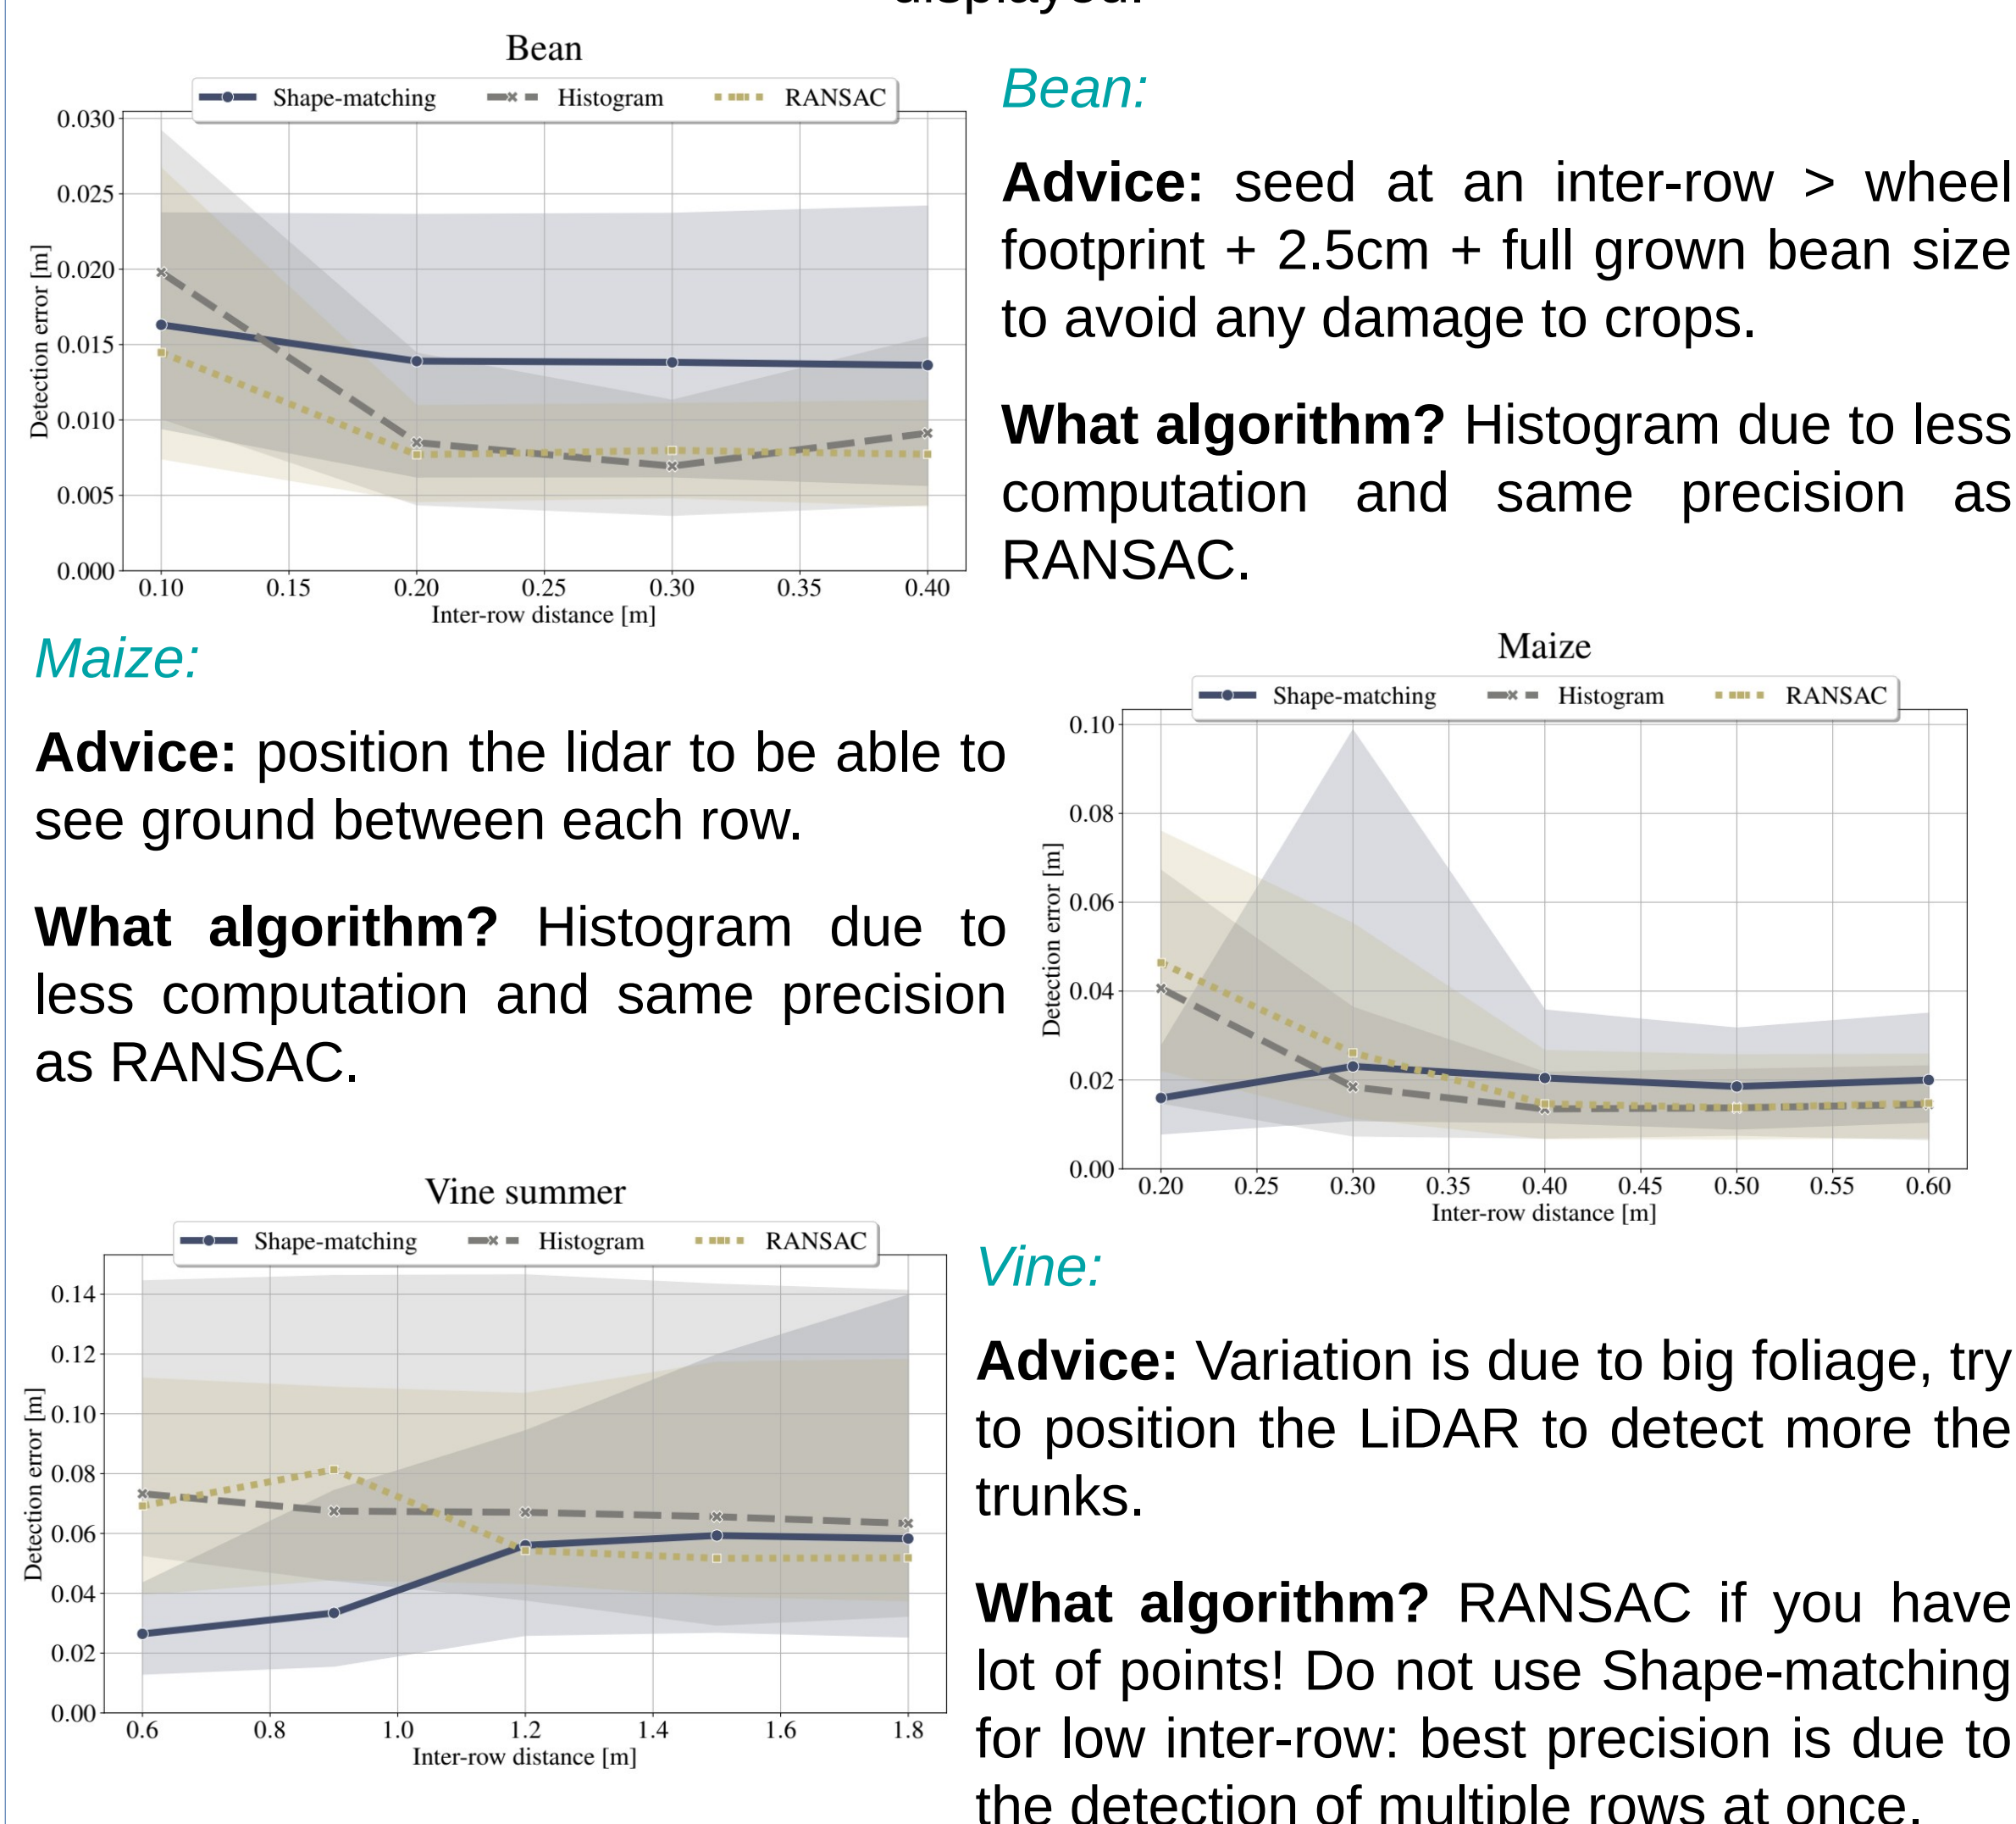 displayed.
Bean
Shape-matching Histogram RANSAC
0.030
0.025
0.020
0.015
0.010
0.005
0.000
Detection error [m]
0.10 0.15 0.20 0.25 0.30 0.35 0.40
Inter-row distance [m]
Bean:
Advice: seed at an inter-row > wheel
footprint + 2.5cm + full grown bean size
to avoid any damage to crops.
What algorithm? Histogram due to less
computation and same precision as
RANSAC.
Maize:
Advice: position the lidar to be able to
see ground between each row.
What algorithm? Histogram due to
less computation and same precision
as RANSAC.
Maize
Shape-matching Histogram RANSAC
0.10
0.08
0.06
0.04
0.02
0.00
Detection error [m]
0.20 0.25 0.30 0.35 0.40 0.45 0.50 0.55 0.60
Inter-row distance [m]
Vine summer
Shape-matching Histogram RANSAC
0.14
0.12
0.10
0.08
0.06
0.04
0.02
0.00
Detection error [m]
0.6 0.8 1.0 1.2 1.4 1.6 1.8
Inter-row distance [m]
Vine:
Advice: Variation is due to big foliage, try
to position the LiDAR to detect more the
trunks.
What algorithm? RANSAC if you have
lot of points! Do not use Shape-matching
for low inter-row: best precision is due to
the detection of multiple rows at once.